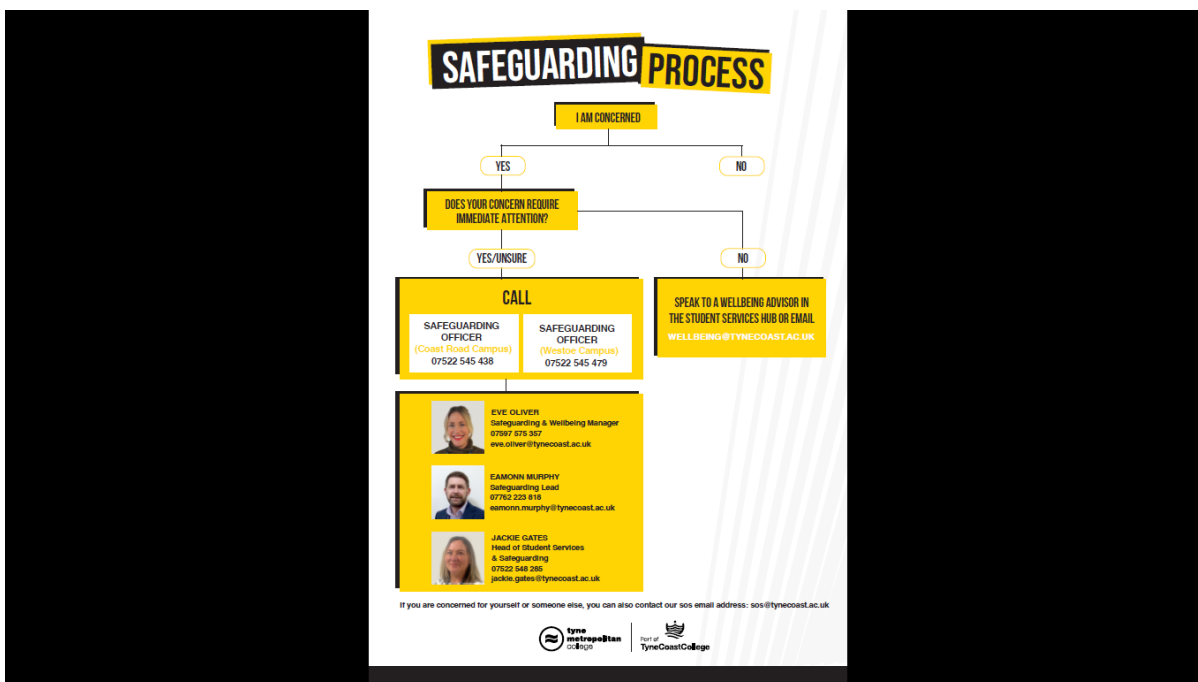 SAFEGUARDING PROCESS
I AM CONCERNED
YES
NO
DOES YOUR CONCERN REQUIRE
IMMEDIATE ATTENTION?
YES/UNSURE
NO
CALL
SAFEGUARDING
OFFICER
(Coast Road Campus)
07522 545 438
SAFEGUARDING
OFFICER
(Westoe Campus)
07522 545 479
SPEAK TO A WELLBEING ADVISOR IN
THE STUDENT SERVICES HUB OR EMAIL
WELLBEING@TYNECOAST.AC.UK
EVE OLIVER
Safeguarding & Wellbeing Manager
07597 575 357
eve.oliver@tynecoast.ac.uk
EAMONN MURPHY
Safeguarding Lead
07762 223 818
eamonn.murphy@tynecoast.ac.uk
JACKIE GATES
Head of Student Services
& Safeguarding
07522 548 285
jackie.gates@tynecoast.ac.uk
If you are concerned for yourself or someone else, you can also contact our sos email address: sos@tynecoast.ac.uk
tyne
metropolitan
college
Part of
TyneCoastCollege